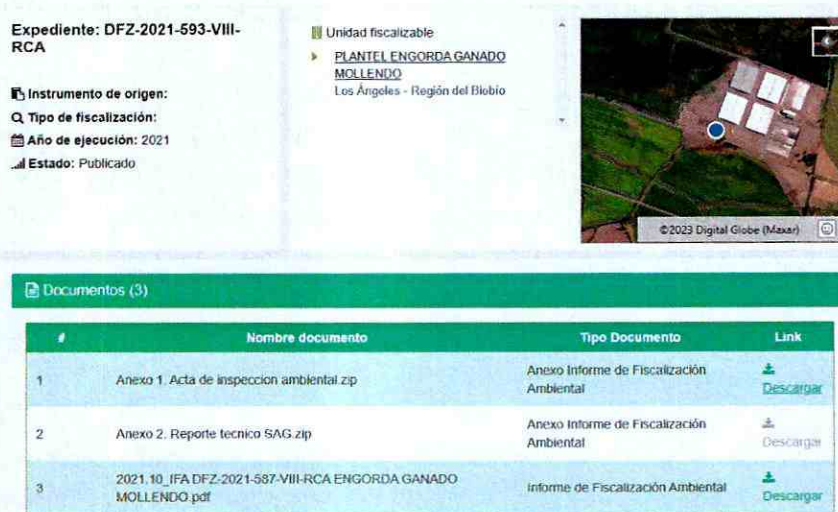 Expediente: DFZ-2021-593-VIII-
RCA
Instrumento de origen:
Tipo de fiscalización:
Año de ejecución: 2021
Estado: Publicado
Unidad fiscalizable
PLANTEL ENGORDA GANADO
MOLLENDO
Los Ángeles - Región del Biobío
©2023 Digital Globe (Maxar)
Documentos (3)
# Nombre documento Tipo Documento Link
1 Anexo 1. Acta de inspeccion ambiental.zip Anexo Informe de Fiscalización
Ambiental Descargar
2 Anexo 2. Reporte tecnico SAG.zip Anexo Informe de Fiscalización
Ambiental Descargar
3 2021.10_IFA DFZ-2021-587-VIII-RCA ENGORDA GANADO
MOLLENDO.pdf Informe de Fiscalización Ambiental Descargar